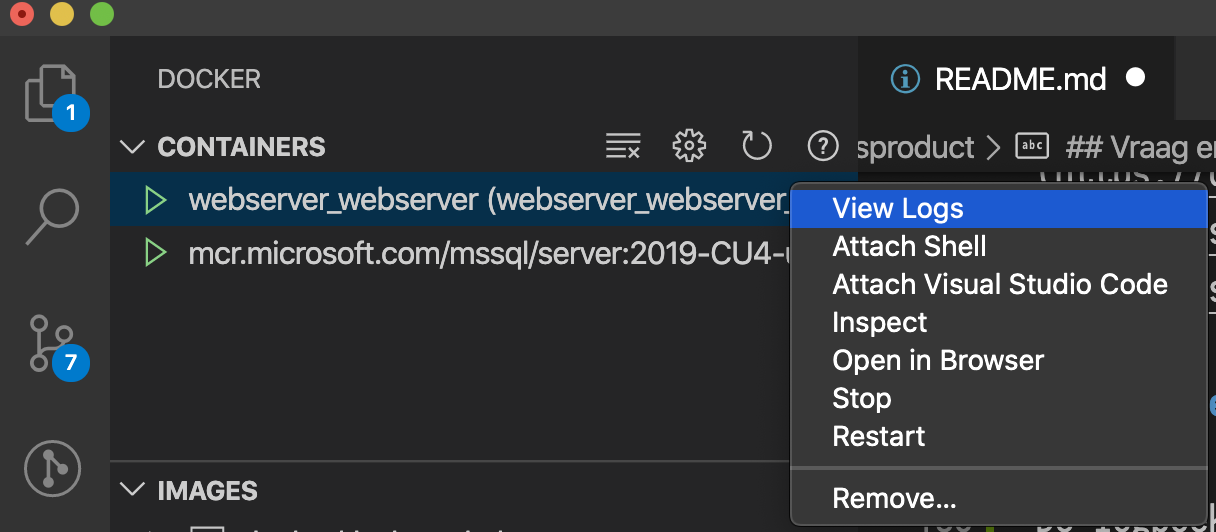 DOCKER
README.md
1
CONTAINERS
sproduct > ## Vraag
abc
webserver_webserver (webserver_webserver_
View Logs
mcr.microsoft.com/mssql/server:2019-CU4-
Attach Shell
Attach Visual Studio Code
Inspect
7
Open in Browser
Stop
Restart
IMAGES
Remove...